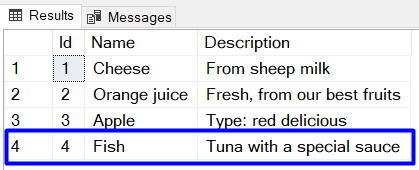 Results Messages
Id Name Description
1 1 Cheese From sheep milk
2 2 Orange juice Fresh, from our best fruits
3 3 Apple Type: red delicious
4 4 Fish Tuna with a special sauce